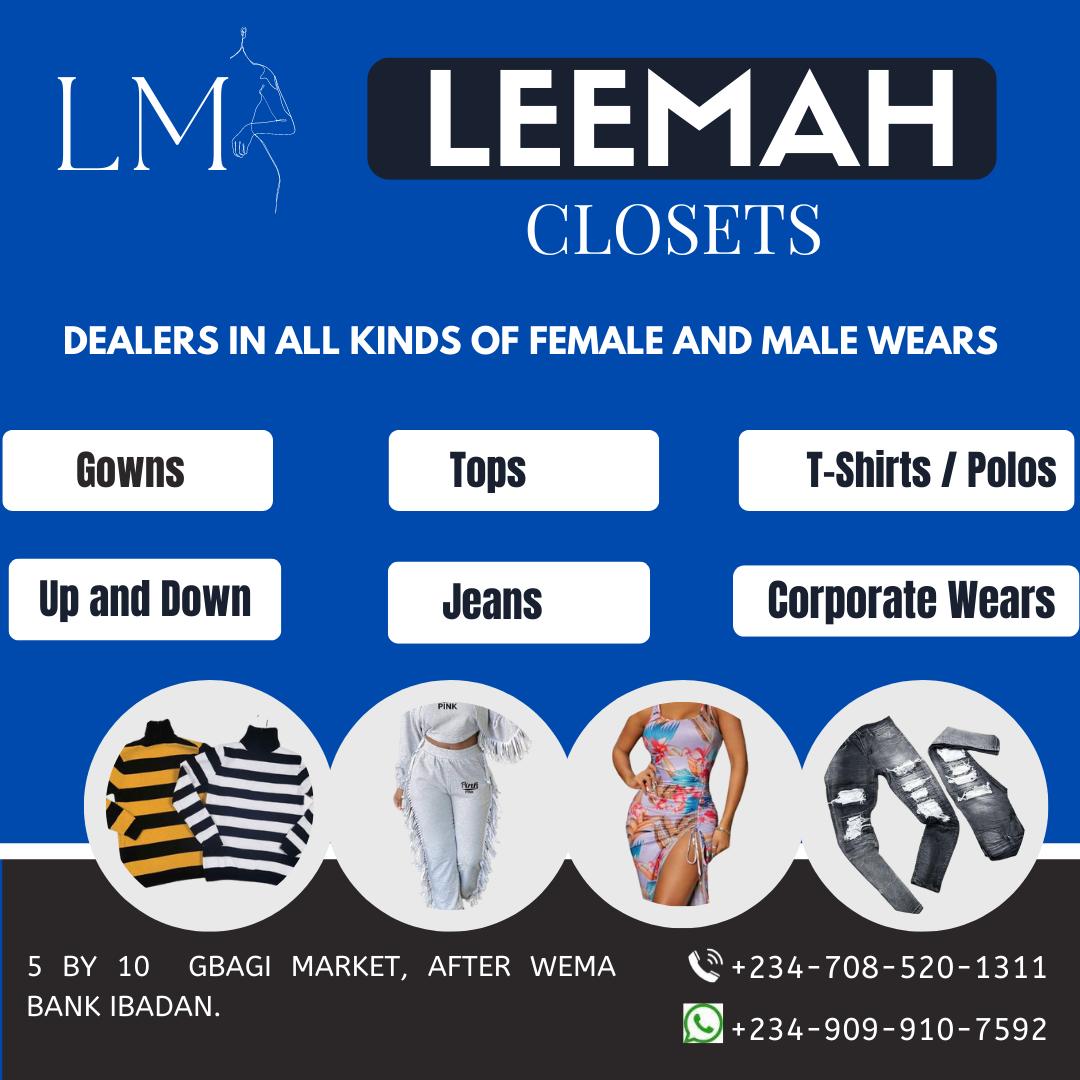 LM
LEEMAH
CLOSETS
DEALERS IN ALL KINDS OF FEMALE AND MALE WEARS
Gowns
Tops
T-Shirts / Polos
Up and Down
Jeans
Corporate Wears
PINK
Pink
PINK
5 BY 10 GBAGI MARKET, AFTER WEMA
BANK IBADAN.
+234-708-520-1311
+234-909-910-7592